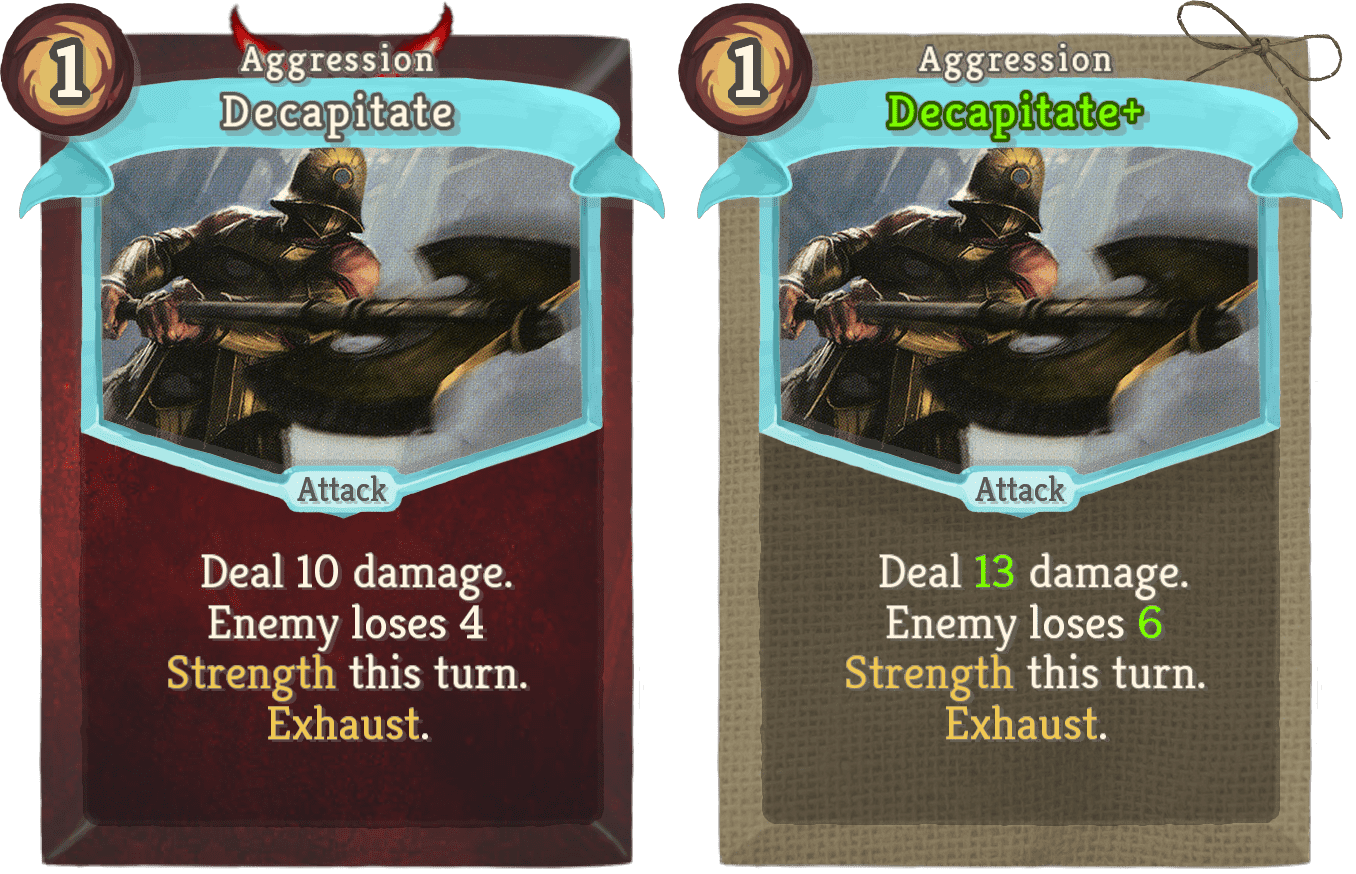 1
Aggression
Decapitate
Attack
Deal 10 damage.
Enemy loses 4
Strength this turn.
Exhaust.
1
Aggression
Decapitate+
Attack
Deal 13 damage.
Enemy loses 6
Strength this turn.
Exhaust.